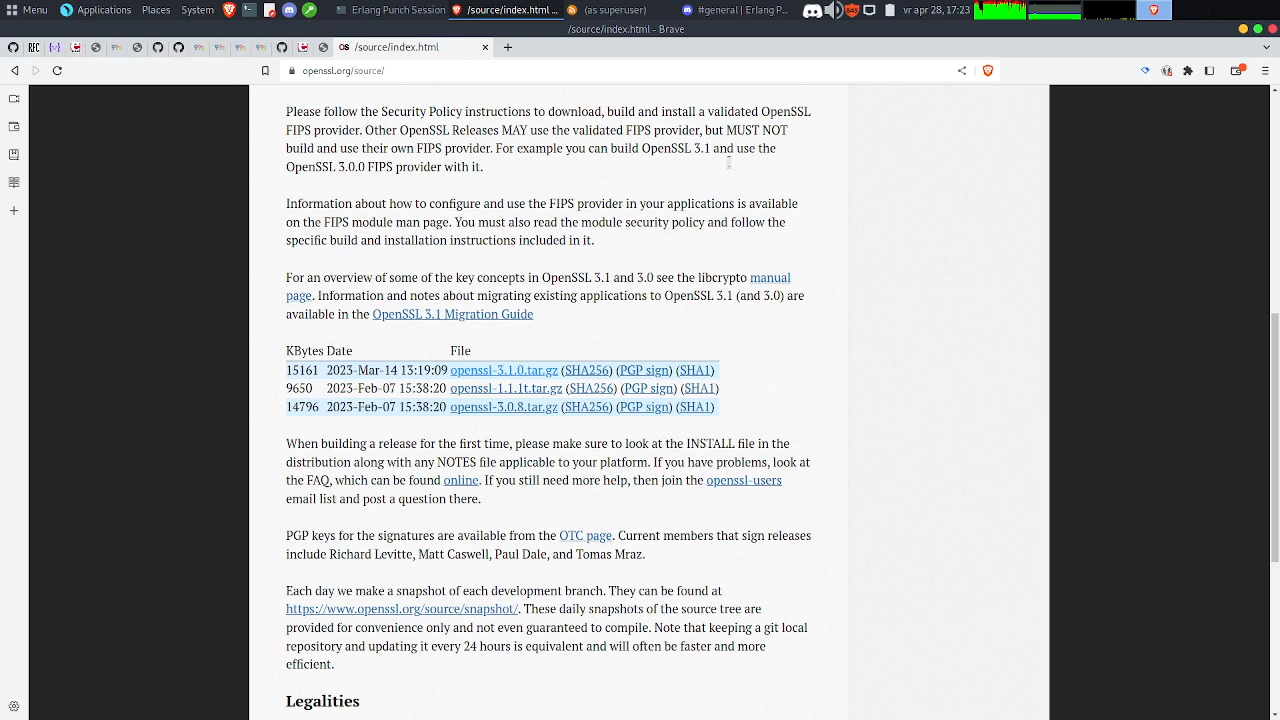 Menu Applications Places System Erlang Punch Session /source/index.html ... (as superuser) #general | Erlang P... vr apr 28, 17:23
/source/index.html - Brave
/source/index.html
openssl.org/source/
Please follow the Security Policy instructions to download, build and install a validated OpenSSL
FIPS provider. Other OpenSSL Releases MAY use the validated FIPS provider, but MUST NOT
build and use their own FIPS provider. For example you can build OpenSSL 3.1 and use the
OpenSSL 3.0.0 FIPS provider with it.
Information about how to configure and use the FIPS provider in your applications is available
on the FIPS module man page. You must also read the module security policy and follow the
specific build and installation instructions included in it.
For an overview of some of the key concepts in OpenSSL 3.1 and 3.0 see the libcrypto manual
page. Information and notes about migrating existing applications to OpenSSL 3.1 (and 3.0) are
available in the OpenSSL 3.1 Migration Guide
KBytes Date File
15161 2023-Mar-14 13:19:09 openssl-3.1.0.tar.gz (SHA256) (PGP sign) (SHA1)
9650 2023-Feb-07 15:38:20 openssl-1.1.1t.tar.gz (SHA256) (PGP sign) (SHA1)
14796 2023-Feb-07 15:38:20 openssl-3.0.8.tar.gz (SHA256) (PGP sign) (SHA1)
When building a release for the first time, please make sure to look at the INSTALL file in the
distribution along with any NOTES file applicable to your platform. If you have problems, look at
the FAQ, which can be found online. If you still need more help, then join the openssl-users
email list and post a question there.
PGP keys for the signatures are available from the OTC page. Current members that sign releases
include Richard Levitte, Matt Caswell, Paul Dale, and Tomas Mraz.
Each day we make a snapshot of each development branch. They can be found at
https://www.openssl.org/source/snapshot/. These daily snapshots of the source tree are
provided for convenience only and not even guaranteed to compile. Note that keeping a git local
repository and updating it every 24 hours is equivalent and will often be faster and more
efficient.
Legalities